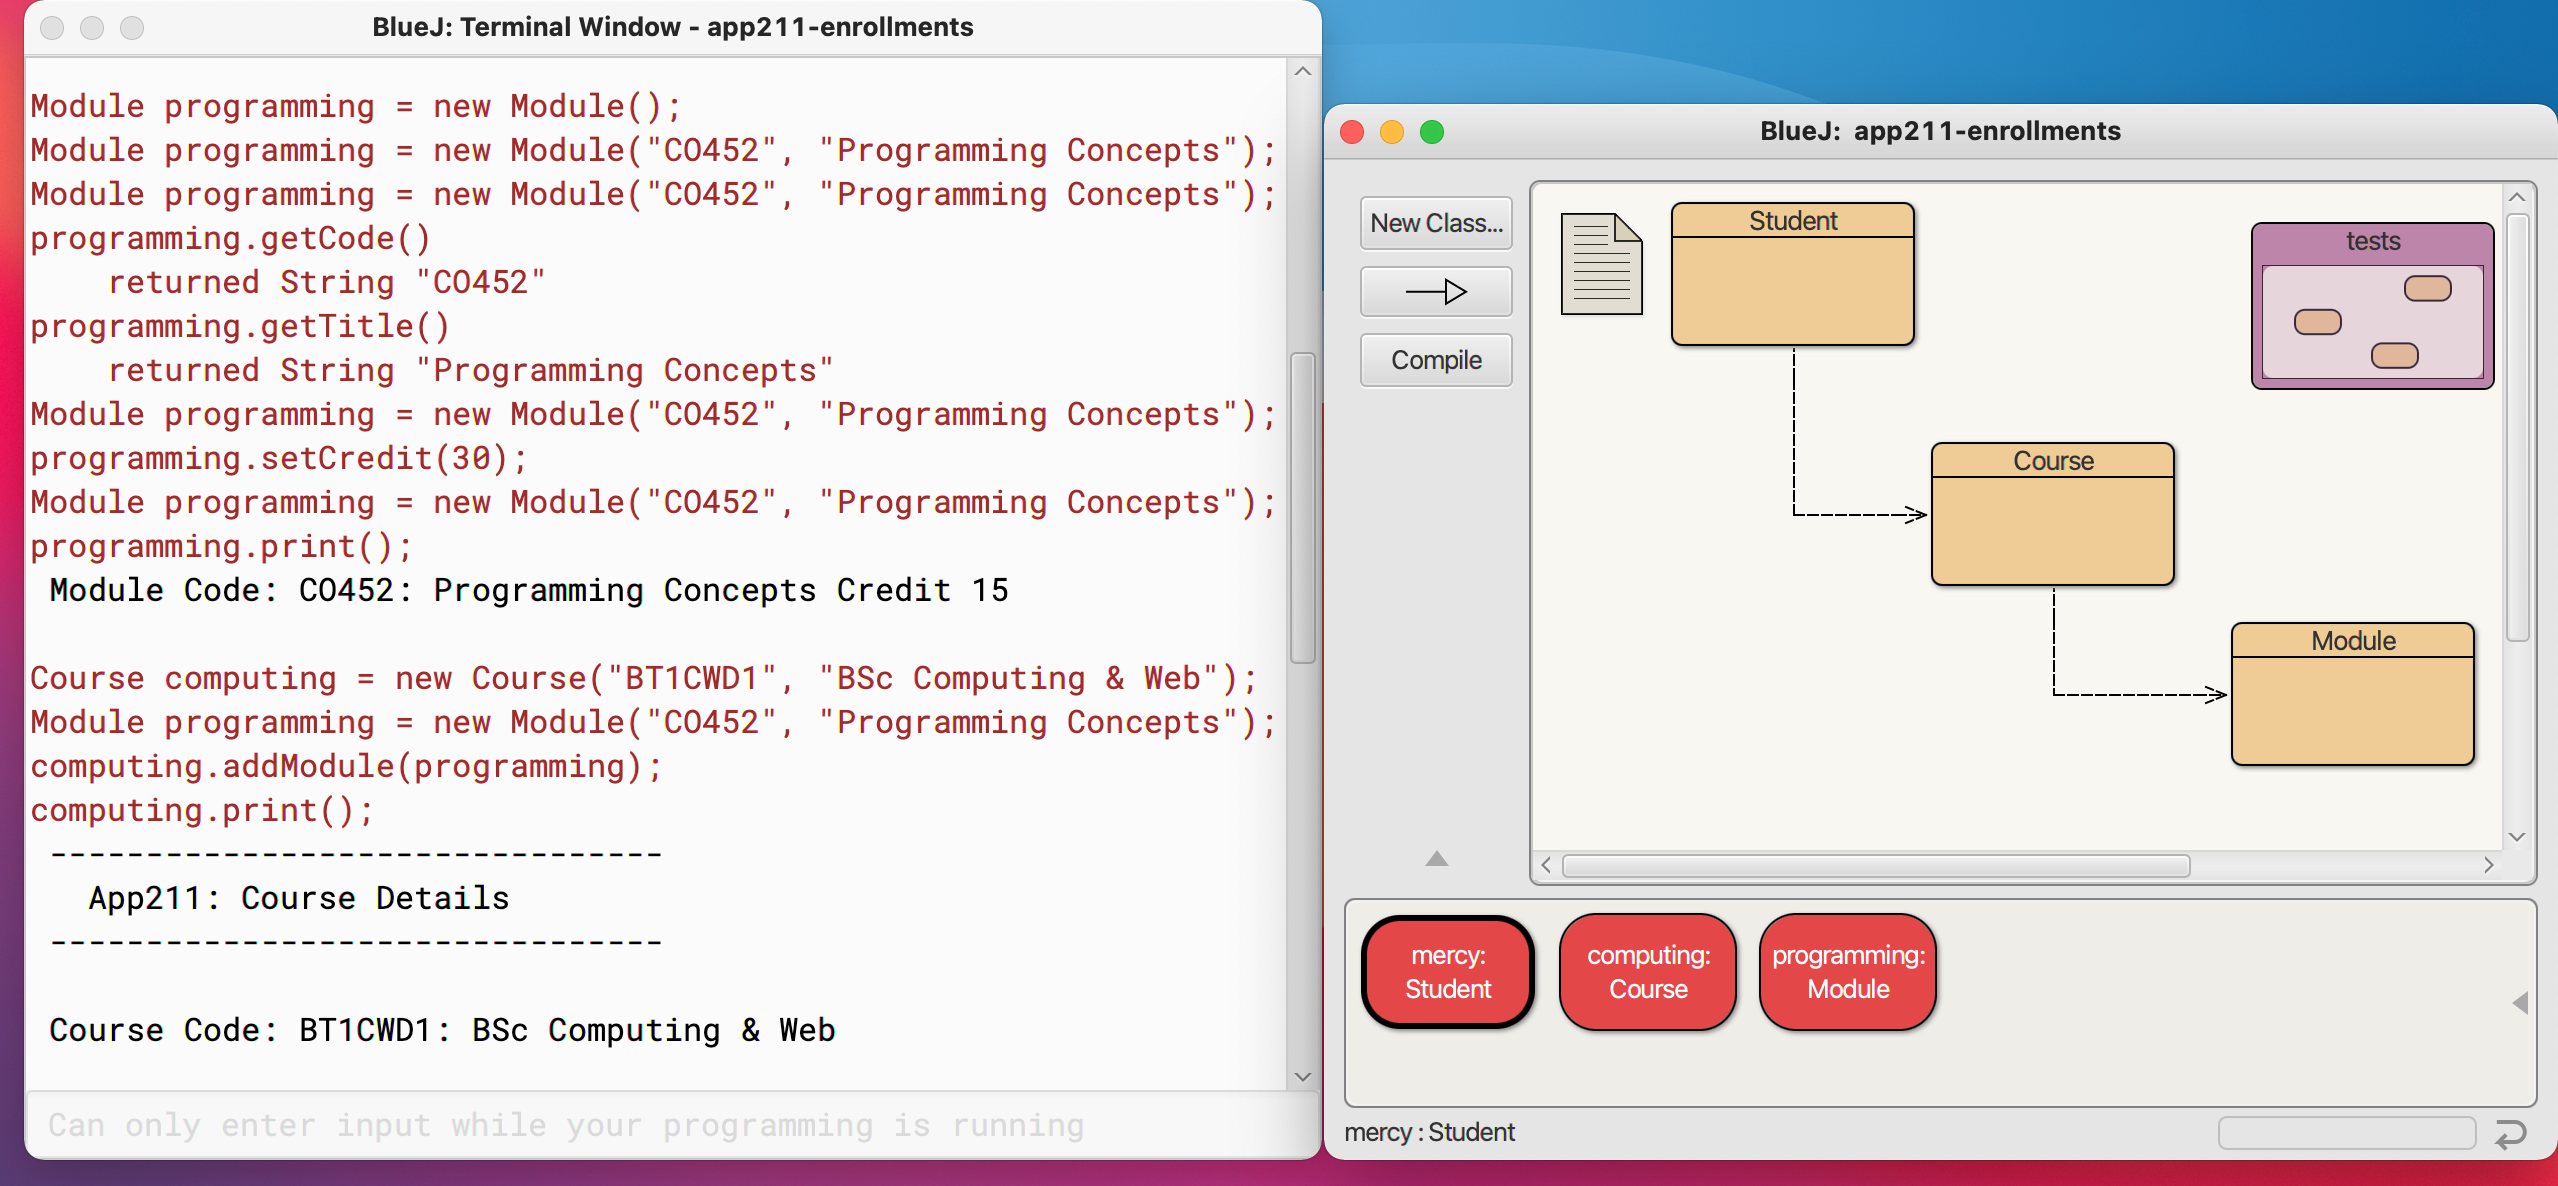 BlueJ: Terminal Window - app211-enrollments
Module programming = new Module();
Module programming = new Module("CO452", "Programming Concepts");
Module programming = new Module("CO452", "Programming Concepts");
programming.getCode()
    returned String "CO452"
programming.getTitle()
    returned String "Programming Concepts"
Module programming = new Module("CO452", "Programming Concepts");
programming.setCredit(30);
Module programming = new Module("CO452", "Programming Concepts");
programming.print();
 Module Code: CO452: Programming Concepts Credit 15
Course computing = new Course("BT1CWD1", "BSc Computing & Web");
Module programming = new Module("CO452", "Programming Concepts");
computing.addModule(programming);
computing.print();
 --------------------------------
   App211: Course Details
 --------------------------------
 Course Code: BT1CWD1: BSc Computing & Web
Can only enter input while your programming is running
BlueJ: app211-enrollments
New Class...
Compile
Student
tests
Course
Module
mercy:
Student
computing:
Course
programming:
Module
mercy : Student